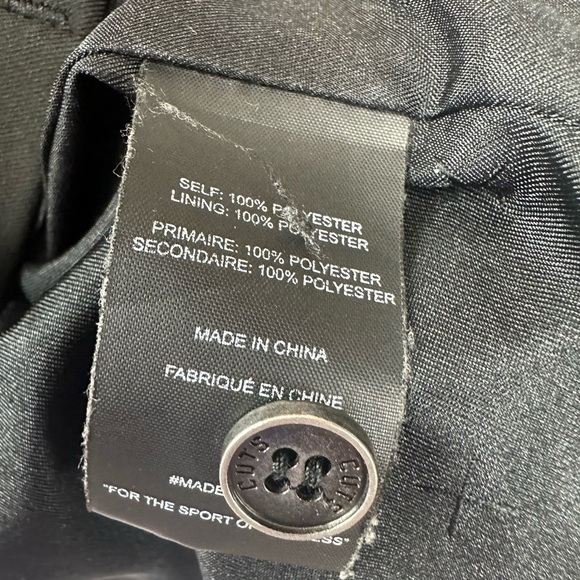 SELF: 100% POLYESTER
LINING: 100% POLYESTER
PRIMAIRE: 100% POLYESTER
SECONDAIRE: 100% POLYESTER
MADE IN CHINA
FABRIQUÉ EN CHINE
CUTS CUTS
#MADE
"FOR THE SPORT OF